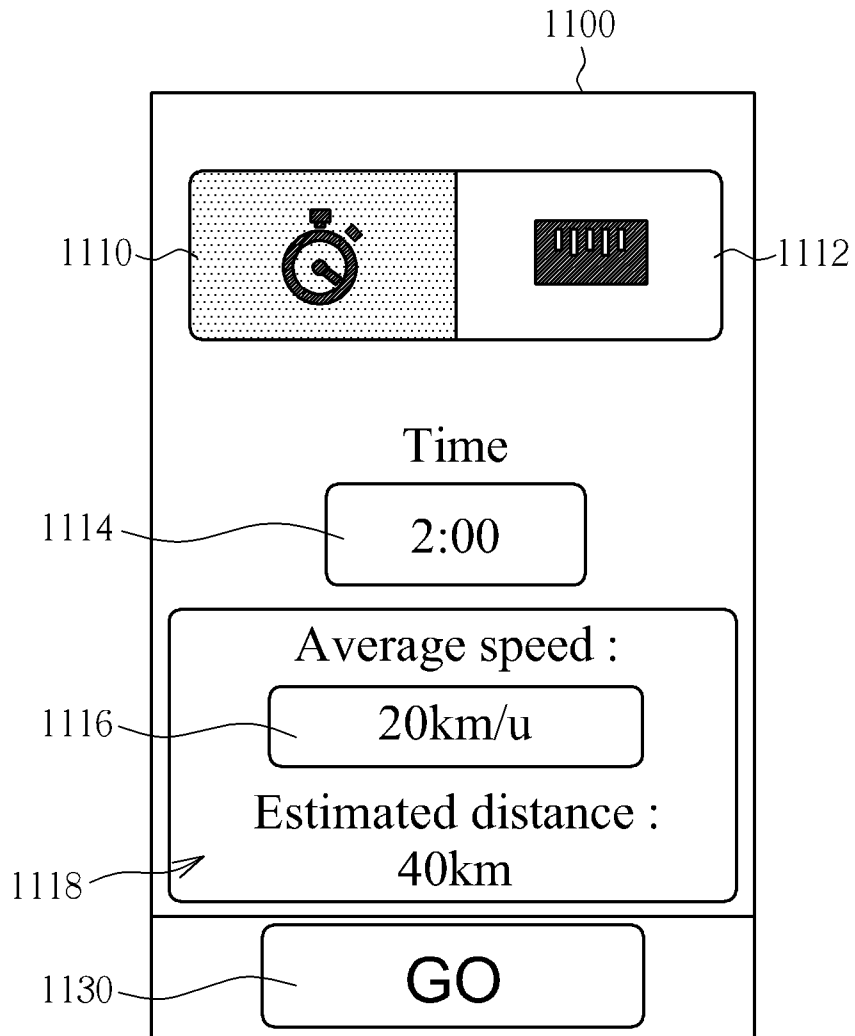 1100
1110
1112
Time
1114
2:00
Average speed :
1116
20km/u
Estimated distance :
1118
40km
1130
GO